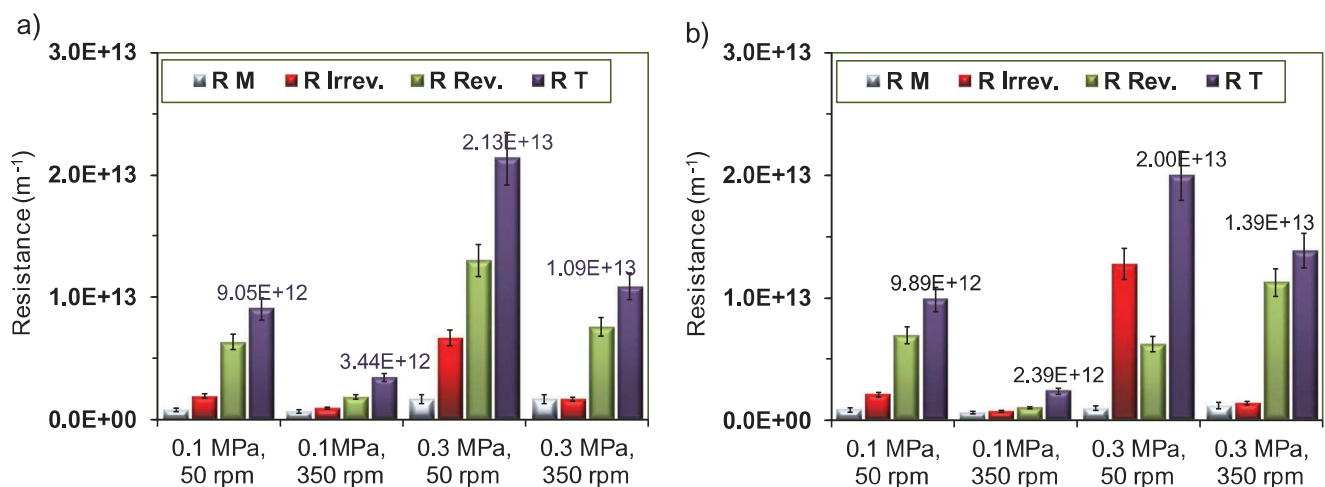 a)
3.0E+13
R M R Irrev. R Rev. R T
2.13E+13
2.0E+13
Resistance (m⁻¹)
1.09E+13
9.05E+12
1.0E+13
3.44E+12
0.0E+00
0.1 MPa, 0.1MPa, 0.3 MPa, 0.3 MPa,
50 rpm 350 rpm 50 rpm 350 rpm
b)
3.0E+13
R M R Irrev. R Rev. R T
2.00E+13
2.0E+13
Resistance (m⁻¹)
1.39E+13
9.89E+12
1.0E+13
2.39E+12
0.0E+00
0.1 MPa, 0.1MPa, 0.3 MPa, 0.3 MPa,
50 rpm 350 rpm 50 rpm 350 rpm